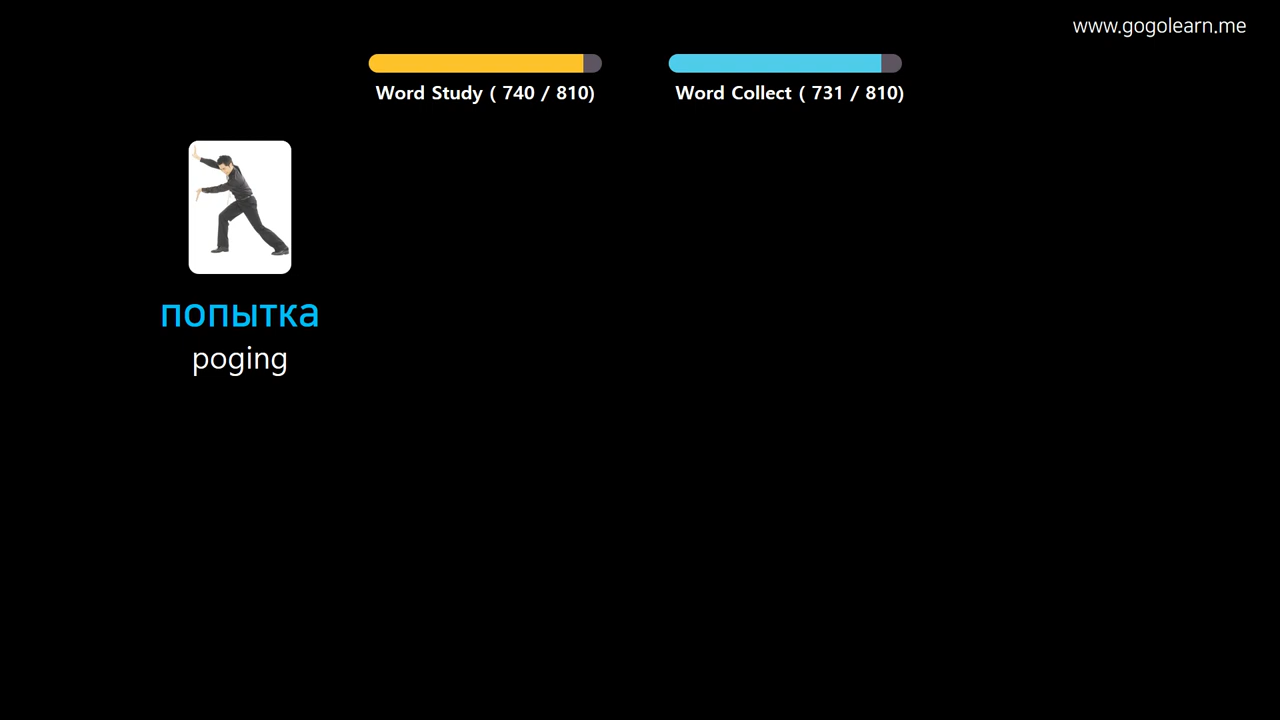 www.gogolearn.me
Word Study ( 740 / 810)
Word Collect ( 731 / 810)
попытка
poging